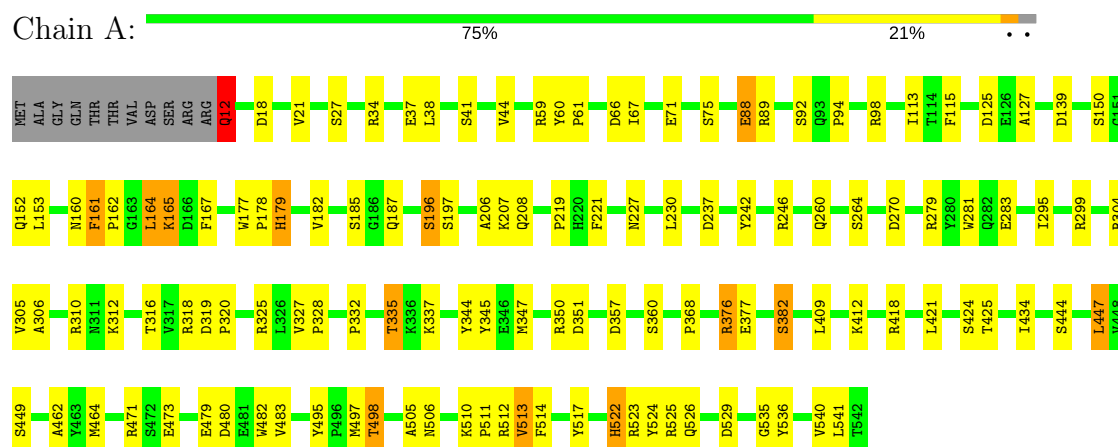 Chain A:
75% 21% • •
MET ALA GLY GLN THR THR VAL ASP SER ARG ARG Q12 D18 V21 S27 R34 E37 L38 S41 V44 R59 Y60 P61 D66 I67 E71 S75 E88 R89 S92 Q93 P94 R98 I113 T114 F115 D125 E126 A127 D139 S150 C151
Q152 L153 N160 F161 P162 G163 L164 K165 D166 F167 W177 P178 H179 V182 S185 G186 Q187 S196 S197 A206 K207 Q208 P219 H220 F221 N227 L230 D237 Y242 R246 Q260 S264 D270 R279 Y280 W281 Q282 E283 I295 R299 R304
V305 A306 R310 N311 K312 T316 V317 R318 D319 P320 R325 L326 V327 P328 P332 T335 K336 K337 Y344 Y345 E346 M347 R350 D351 D357 S360 P368 R376 E377 S382 L409 K412 R418 L421 S424 T425 I434 S444 L447 V448
S449 A462 Y463 M464 R471 S472 E473 E479 D480 E481 W482 V483 Y495 P496 M497 T498 A505 N506 K510 P511 R512 V513 F514 Y517 H522 R523 Y524 R525 Q526 D529 G535 Y536 V540 L541 T542